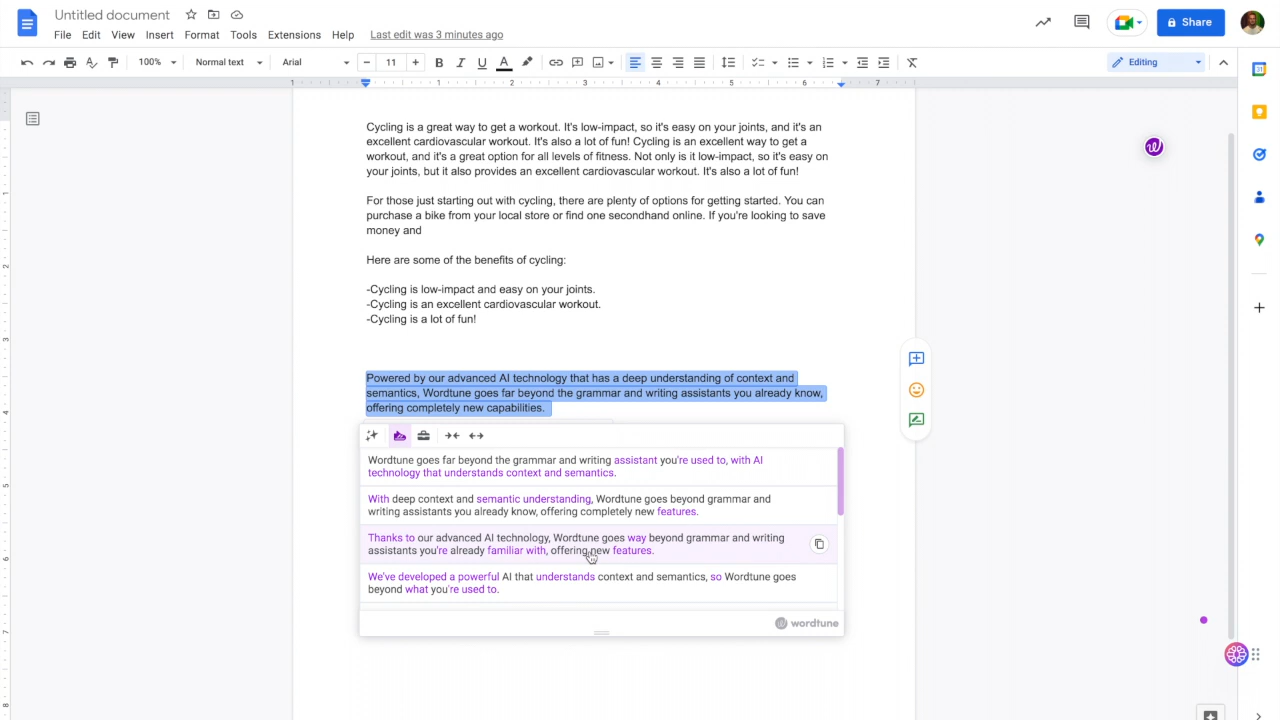 Untitled document
File Edit View Insert Format Tools Extensions Help Last edit was 3 minutes ago
Share
100% Normal text Arial − 11 + B I U A Editing
1 1 2 3 4 5 6 7
Cycling is a great way to get a workout. It's low-impact, so it's easy on your joints, and it's an
excellent cardiovascular workout. It's also a lot of fun! Cycling is an excellent way to get a
workout, and it's a great option for all levels of fitness. Not only is it low-impact, so it's easy on
your joints, but it also provides an excellent cardiovascular workout. It's also a lot of fun!
For those just starting out with cycling, there are plenty of options for getting started. You can
purchase a bike from your local store or find one secondhand online. If you're looking to save
money and
Here are some of the benefits of cycling:
-Cycling is low-impact and easy on your joints.
-Cycling is an excellent cardiovascular workout.
-Cycling is a lot of fun!
Powered by our advanced AI technology that has a deep understanding of context and
semantics, Wordtune goes far beyond the grammar and writing assistants you already know,
offering completely new capabilities.
Wordtune goes far beyond the grammar and writing assistant you're used to, with AI
technology that understands context and semantics.
With deep context and semantic understanding, Wordtune goes beyond grammar and
writing assistants you already know, offering completely new features.
Thanks to our advanced AI technology, Wordtune goes way beyond grammar and writing
assistants you're already familiar with, offering new features.
We've developed a powerful AI that understands context and semantics, so Wordtune goes
beyond what you're used to.
wordtune